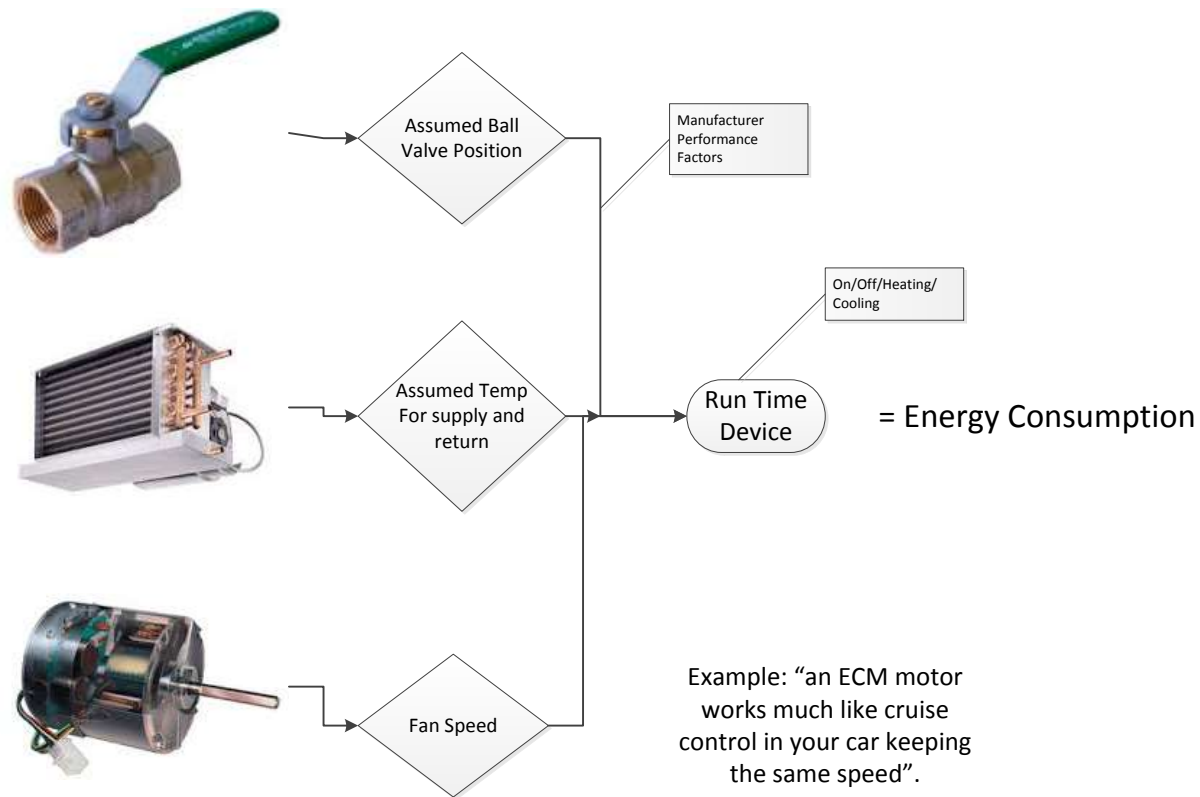 Assumed Ball
Valve Position
Manufacturer
Performance
Factors
On/Off/Heating/
Cooling
Assumed Temp
For supply and
return
Run Time
Device
= Energy Consumption
Fan Speed
Example: “an ECM motor
works much like cruise
control in your car keeping
the same speed”.